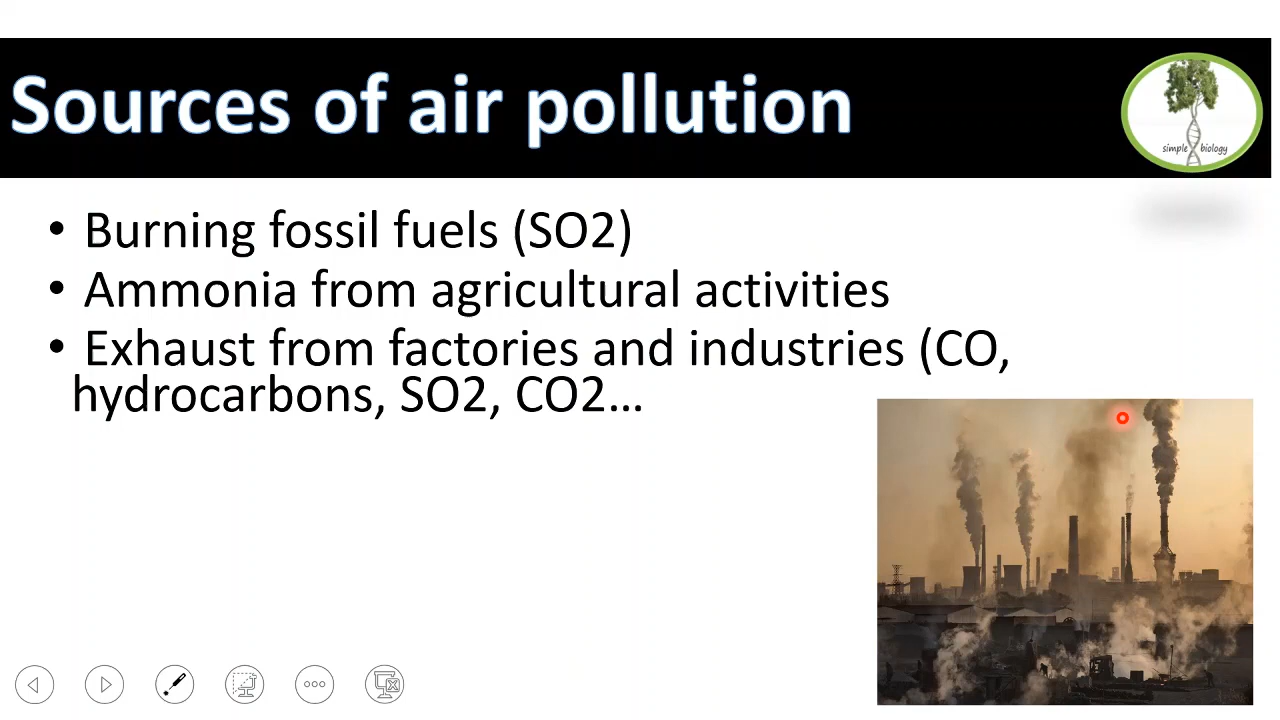 Sources of air pollution
simple biology
• Burning fossil fuels (SO2)
• Ammonia from agricultural activities
• Exhaust from factories and industries (CO,
hydrocarbons, SO2, CO2...